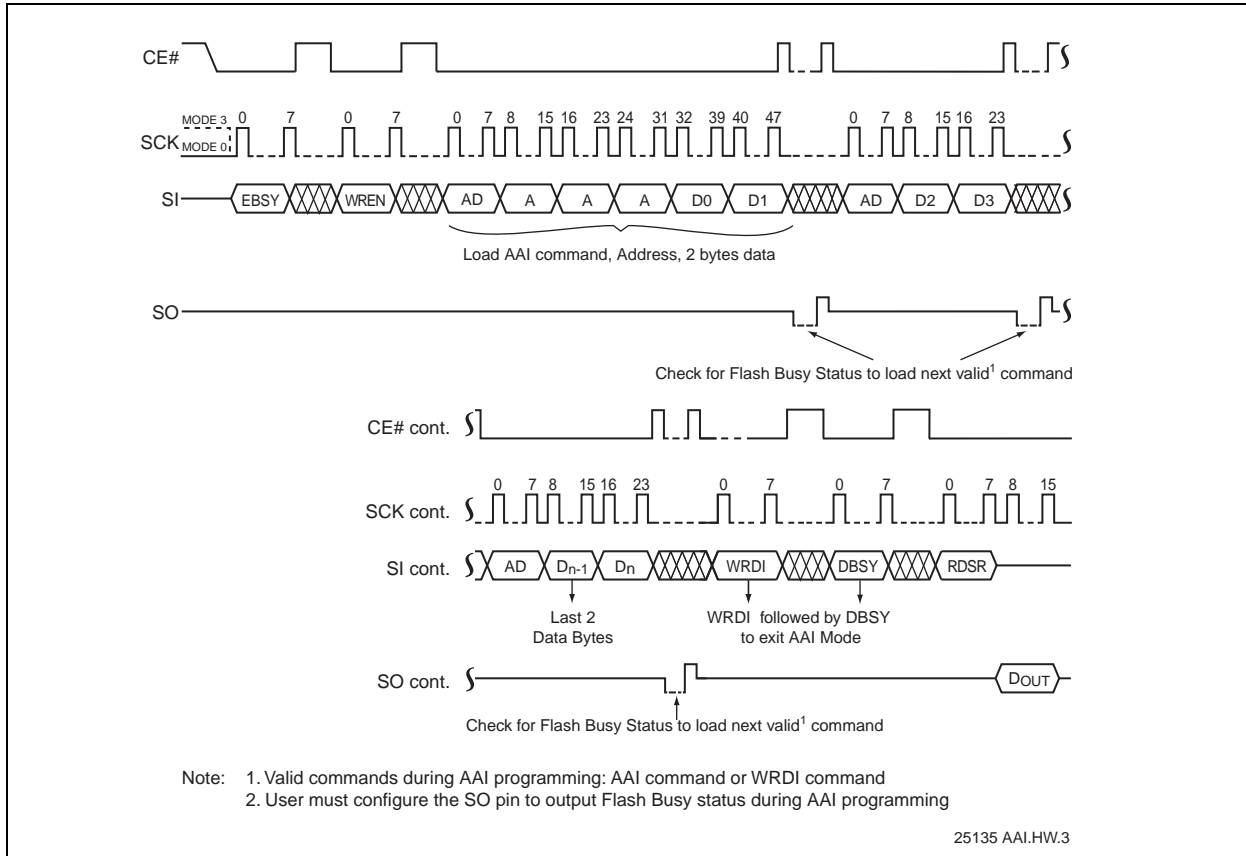 CE#
MODE 3 0 7 0 7 0 7 8 15 16 23 24 31 32 39 40 47 0 7 8 15 16 23
SCK MODE 0
SI EBSY WREN AD A A A D0 D1 AD D2 D3
Load AAI command, Address, 2 bytes data
SO
Check for Flash Busy Status to load next valid1 command
CE# cont.
0 7 8 15 16 23 0 7 0 7 0 7 8 15
SCK cont.
SI cont. AD Dn-1 Dn WRDI DBSY RDSR
Last 2 WRDI followed by DBSY
Data Bytes to exit AAI Mode
SO cont. DOUT
Check for Flash Busy Status to load next valid1 command
Note: 1. Valid commands during AAI programming: AAI command or WRDI command
2. User must configure the SO pin to output Flash Busy status during AAI programming
25135 AAI.HW.3